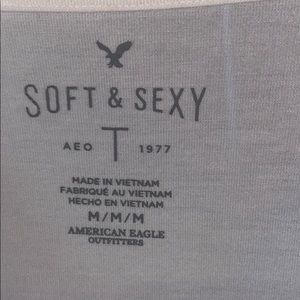 SOFT & SEXY
AEO T 1977
MADE IN VIETNAM
FABRIQUÉ AU VIETNAM
HECHO EN VIETNAM
M/M/M
AMERICAN EAGLE
OUTFITTERS